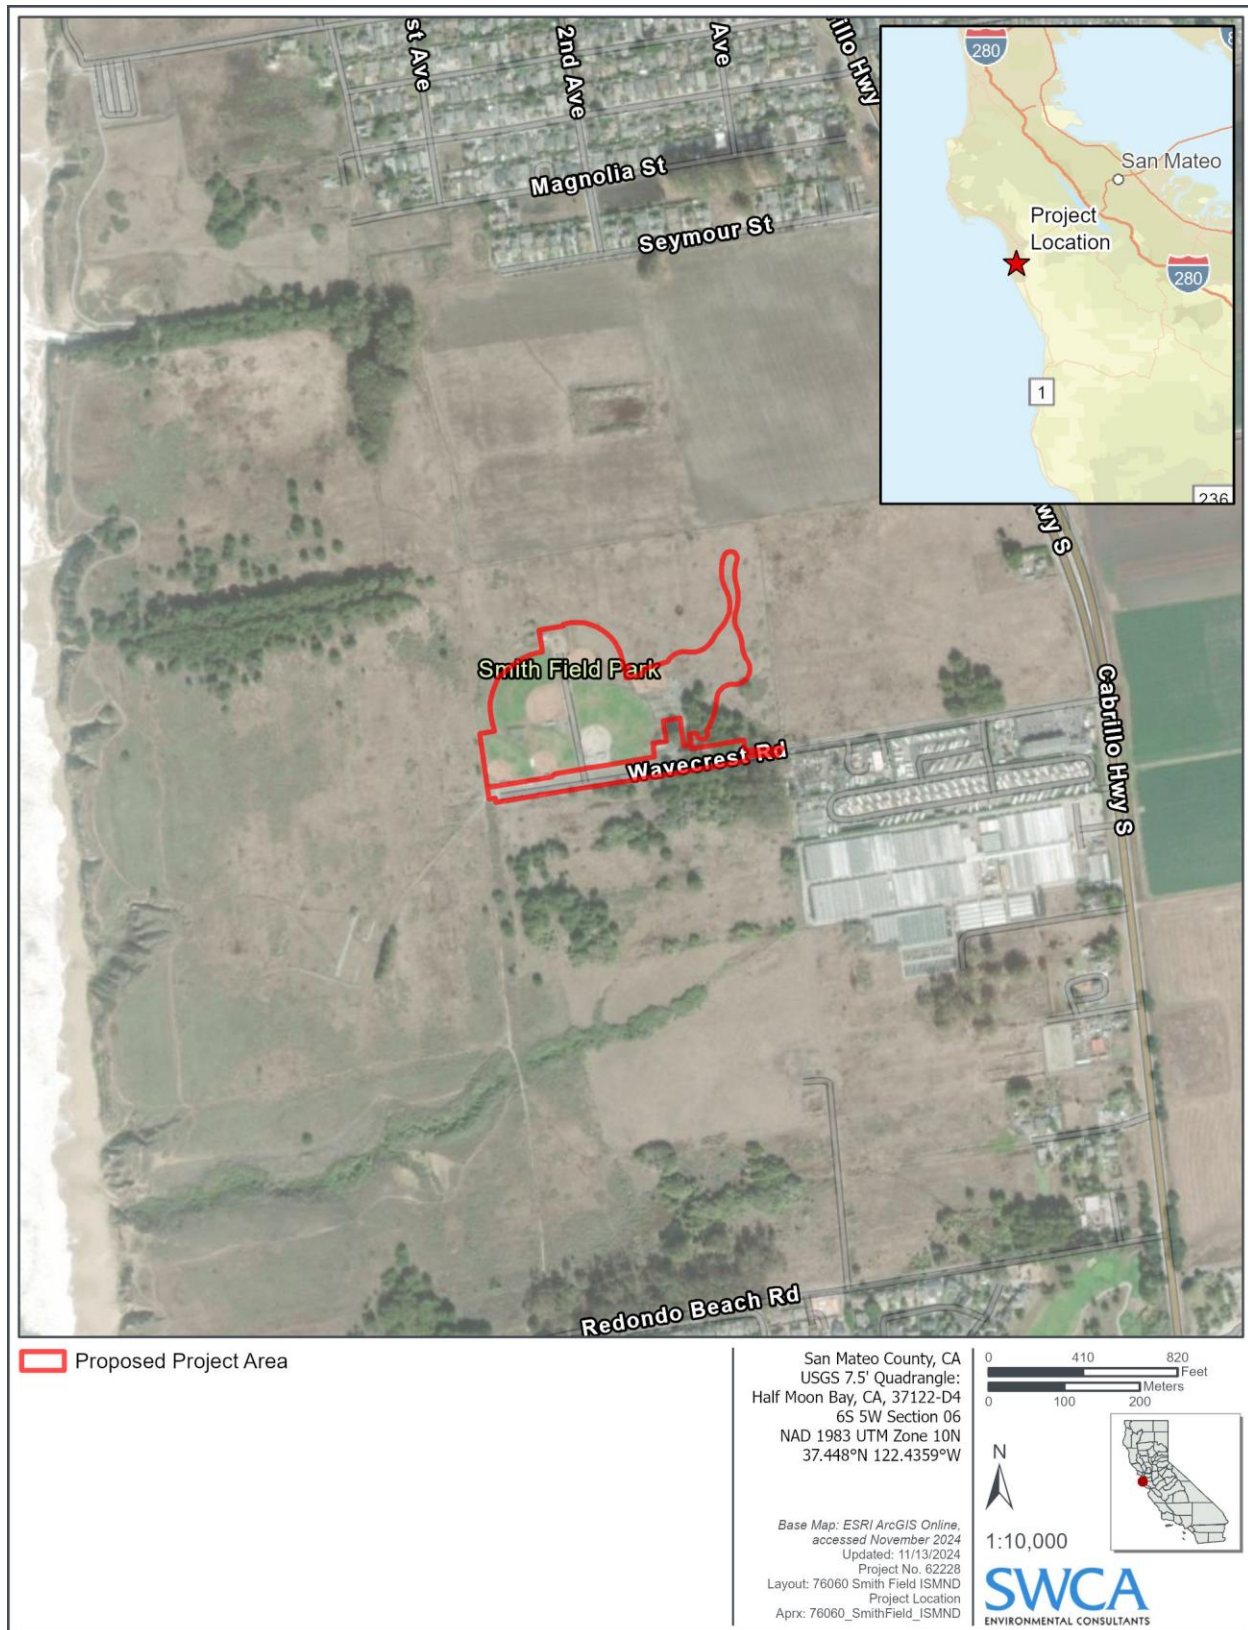 st Ave
2nd Ave
Ave
illo Hwy
Magnolia St
Seymour St
280
San Mateo
Project
Location
280
1
236
wy S
Smith Field Park
Wavecrest Rd
Cabrillo Hwy S
Redondo Beach Rd
Proposed Project Area
San Mateo County, CA
USGS 7.5' Quadrangle:
Half Moon Bay, CA, 37122-D4
6S 5W Section 06
NAD 1983 UTM Zone 10N
37.448°N 122.4359°W
Base Map: ESRI ArcGIS Online,
accessed November 2024
Updated: 11/13/2024
Project No. 62228
Layout: 76060 Smith Field ISMND
Project Location
Aprx: 76060_SmithField_ISMND
0 410 820
Feet
Meters
0 100 200
N
1:10,000
SWCA
ENVIRONMENTAL CONSULTANTS